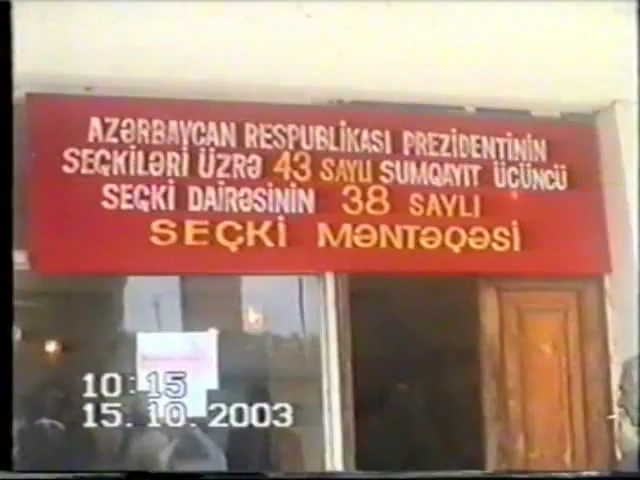 AZƏRBAYCAN RESPUBLİKASI PREZİDENTİNİN
SEÇKİLƏRİ ÜZRƏ 43 SAYLI SUMQAYIT ÜÇÜNCÜ
SEÇKİ DAİRƏSİNİN 38 SAYLI
SEÇKİ MƏNTƏQƏSİ
10:15
15.10.2003